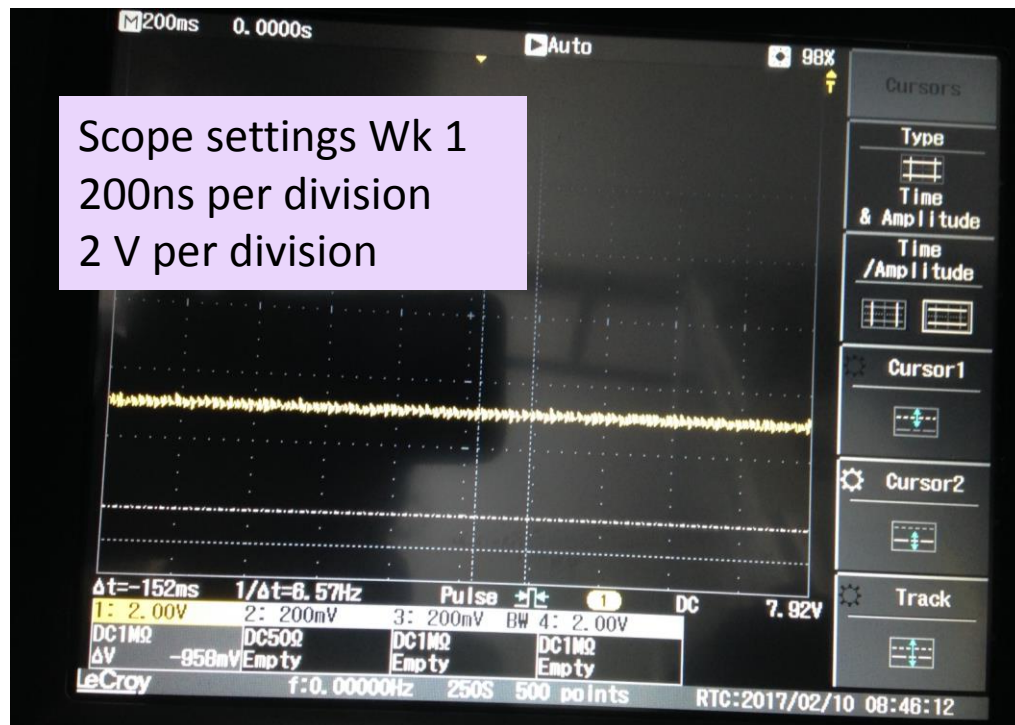 M 200ms 0.0000s Auto 98%
T
Cursors
Scope settings Wk 1
200ns per division
2 V per division
Type
Time
& Amplitude
Time
/Amplitude
Cursor1
Cursor2
Track
Δt=-152ms 1/Δt=6.57Hz Pulse 1 DC 7.92V
1: 2.00V 2: 200mV 3: 200mV BW 4: 2.00V
DC1MΩ DC50Ω DC1MΩ DC1MΩ
ΔV -958mV Empty Empty Empty
LeCroy f:0.00000Hz 250S 500 points RTC:2017/02/10 08:46:12